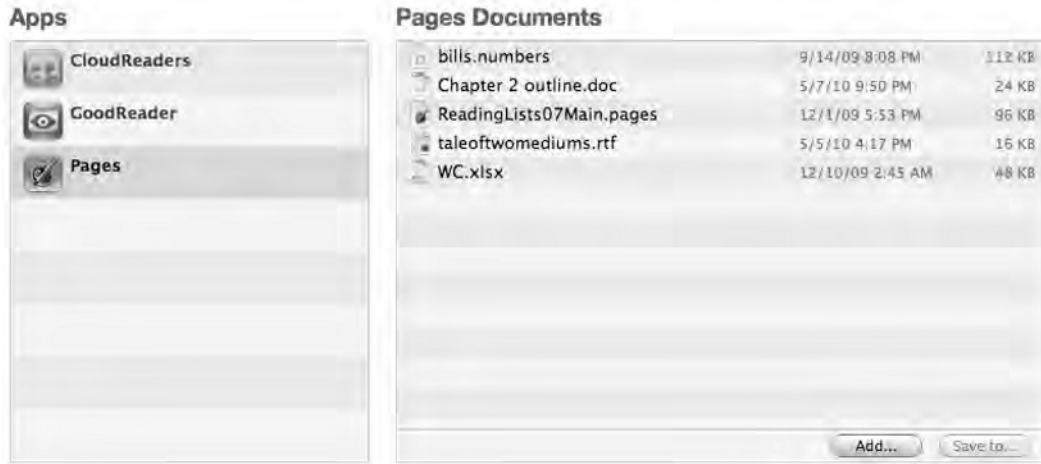 Apps
CloudReaders
GoodReader
Pages
Pages Documents
bills.numbers 9/14/09 8:08 PM 112 KB
Chapter 2 outline.doc 5/7/10 9:50 PM 24 KB
ReadingLists07Main.pages 12/1/09 5:53 PM 96 KB
taleoftwomediums.rtf 5/5/10 4:17 PM 16 KB
WC.xlsx 12/10/09 2:45 AM 48 KB
Add... Save to...